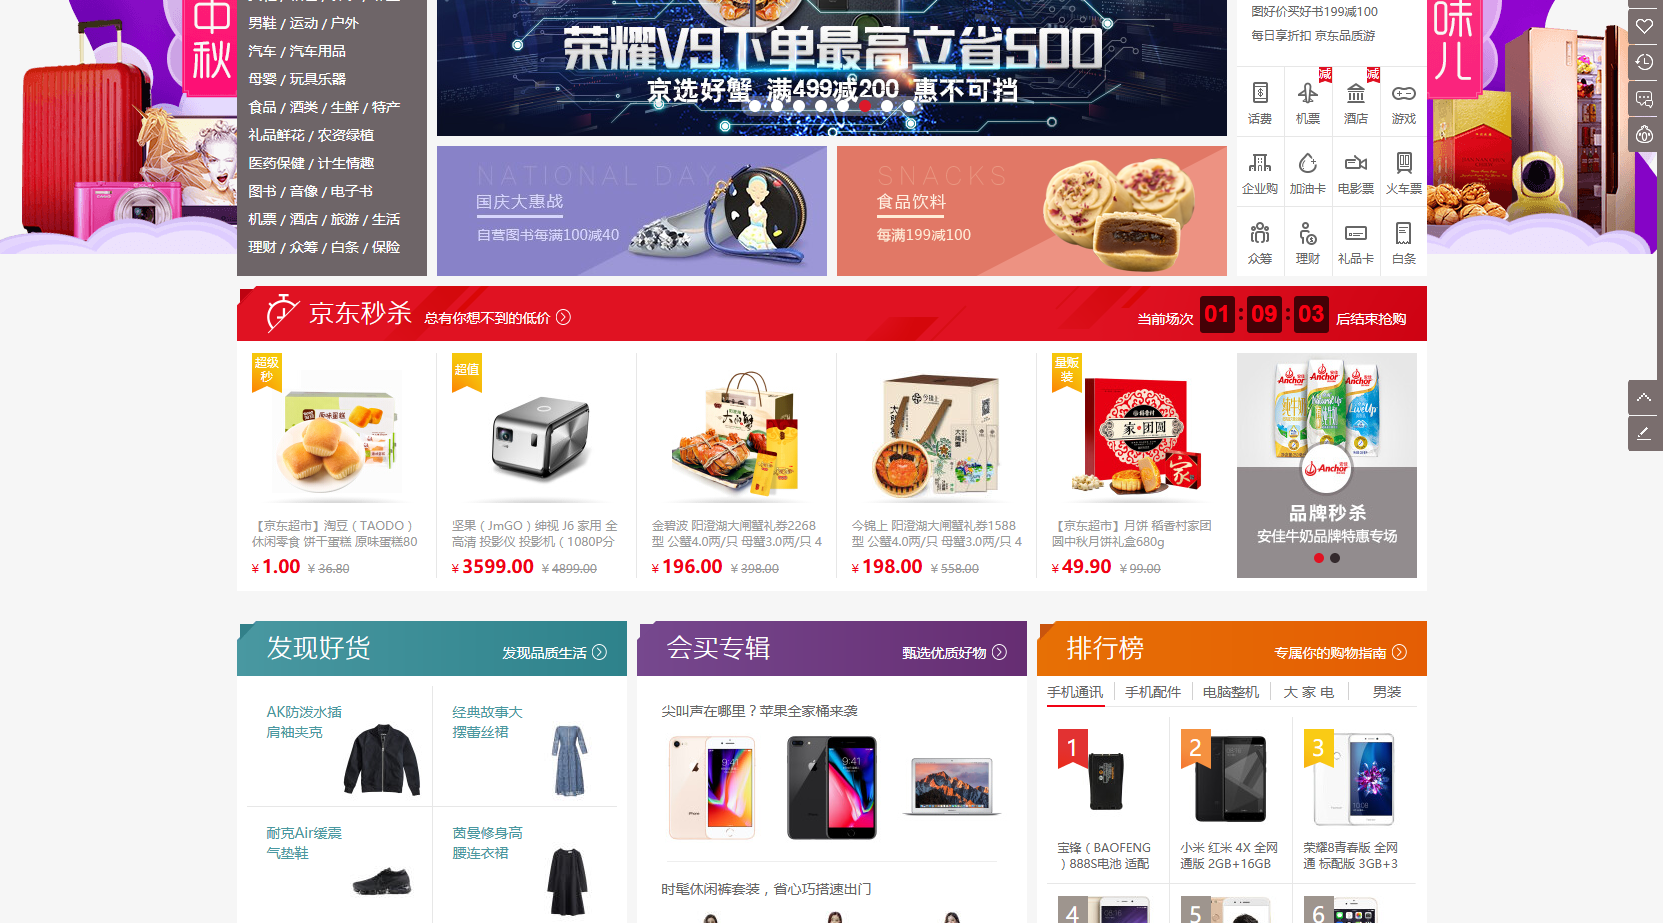 中秋
味儿
男鞋 / 运动 / 户外
汽车 / 汽车用品
母婴 / 玩具乐器
食品 / 酒类 / 生鲜 / 特产
礼品鲜花 / 农资绿植
医药保健 / 计生情趣
图书 / 音像 / 电子书
机票 / 酒店 / 旅游 / 生活
理财 / 众筹 / 白条 / 保险
荣耀V9下单最高立省500
京选好蟹 满499减200 惠不可挡
图好价买好书199减100
每日享折扣 京东品质游
减
减
话费
机票
酒店
游戏
企业购
加油卡
电影票
火车票
众筹
理财
礼品卡
白条
NATIONAL DAY
国庆大惠战
自营图书每满100减40
SNACKS
食品饮料
每满199减100
京东秒杀
总有你想不到的低价
当前场次 01:09:03 后结束抢购
超级
秒
【京东超市】淘豆（TAODO）
休闲零食 饼干蛋糕 原味蛋糕80
¥ 1.00 ¥ 36.80
超值
坚果（JmGO）绅视 J6 家用 全
高清 投影仪 投影机（1080P分
¥ 3599.00 ¥ 4899.00
金碧波 阳澄湖大闸蟹礼券2268
型 公蟹4.0两/只 母蟹3.0两/只 4
¥ 196.00 ¥ 398.00
今锦上 阳澄湖大闸蟹礼券1588
型 公蟹4.0两/只 母蟹3.0两/只 4
¥ 198.00 ¥ 558.00
量贩
装
家·团圆
【京东超市】月饼 稻香村家团
圆中秋月饼礼盒680g
¥ 49.90 ¥ 99.00
Anchor
品牌秒杀
安佳牛奶品牌特惠专场
发现好货
发现品质生活
AK防泼水插
肩袖夹克
经典故事大
摆蕾丝裙
耐克Air缓震
气垫鞋
茵曼修身高
腰连衣裙
会买专辑
甄选优质好物
尖叫声在哪里？苹果全家桶来袭
时髦休闲裤套装，省心巧搭速出门
排行榜
专属你的购物指南
手机通讯
手机配件
电脑整机
大 家 电
男装
1
宝锋（BAOFENG
）888S电池 适配
2
小米 红米 4X 全网
通版 2GB+16GB
3
荣耀8青春版 全网
通 标配版 3GB+3
4
5
6